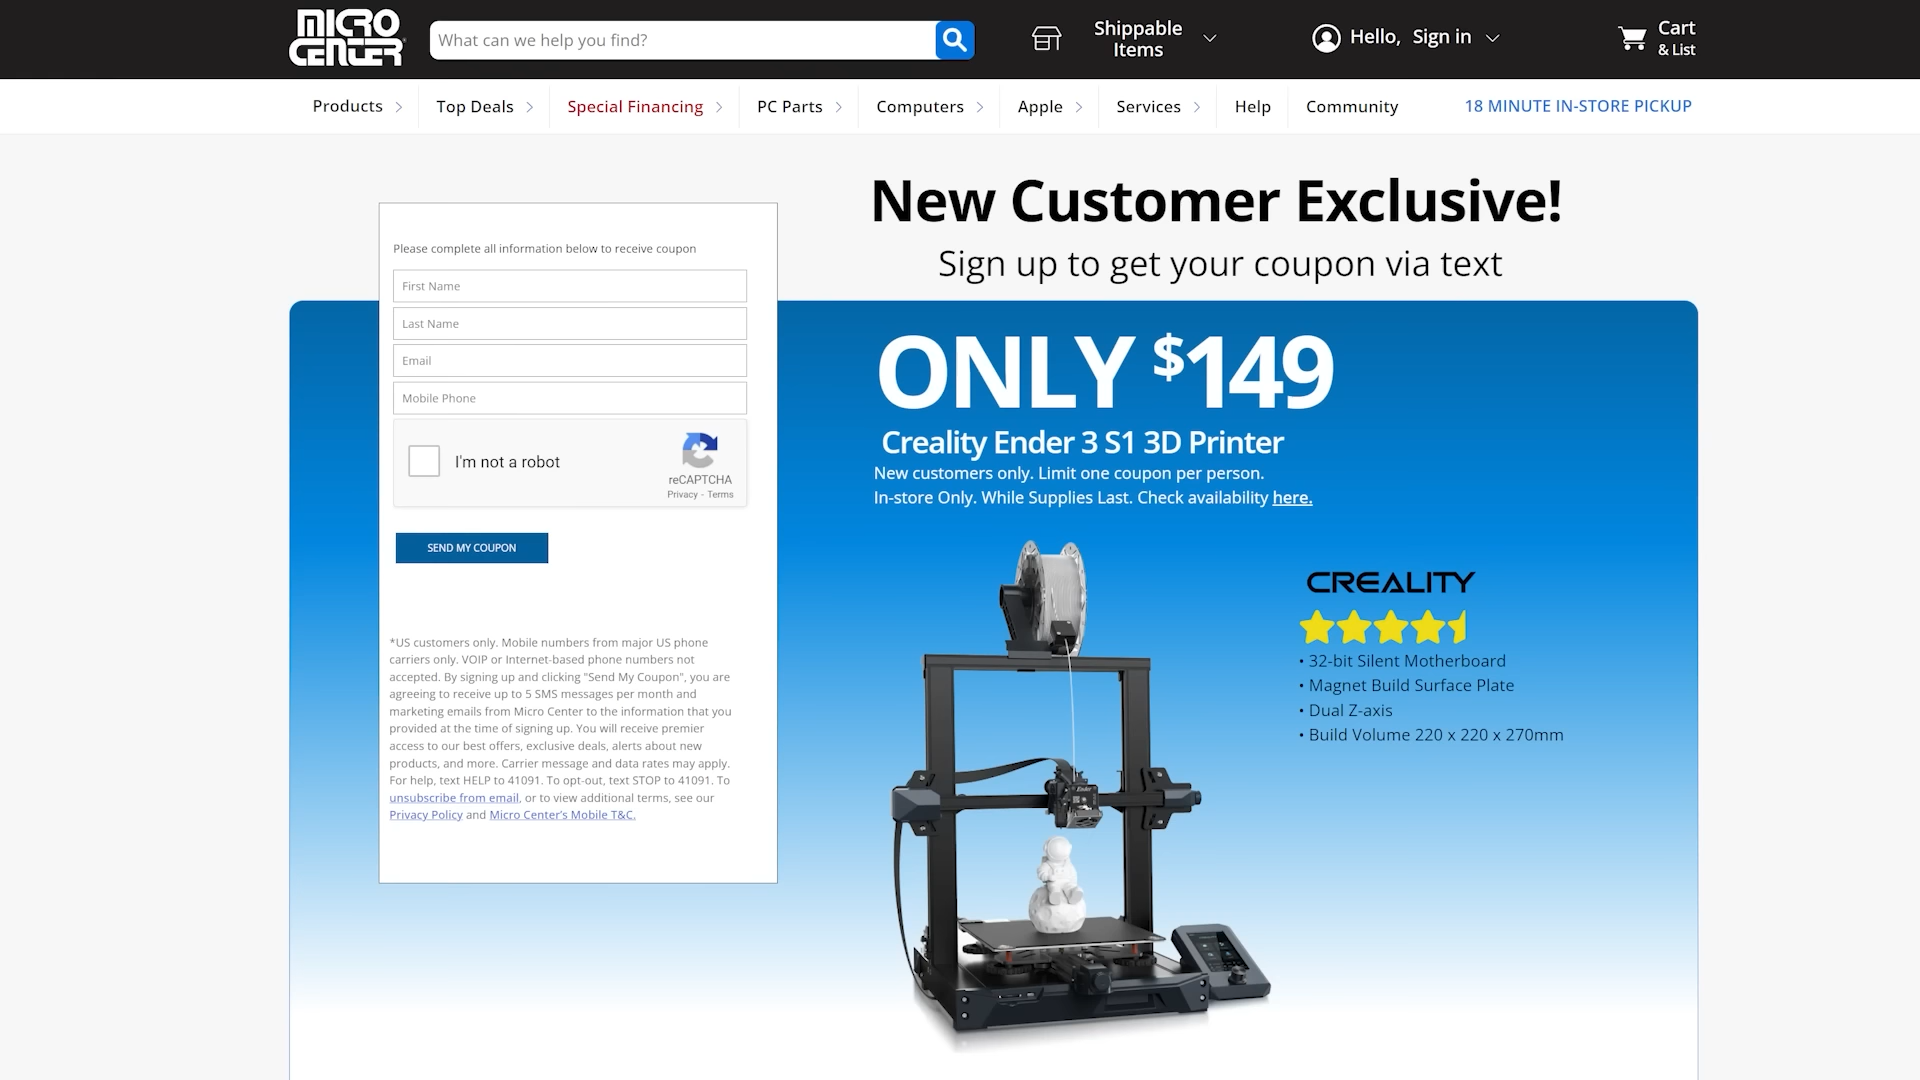 MICRO
CENTER
What can we help you find?
Shippable
Items
Hello, Sign in
Cart
& List
Products
Top Deals
Special Financing
PC Parts
Computers
Apple
Services
Help
Community
18 MINUTE IN-STORE PICKUP
New Customer Exclusive!
Sign up to get your coupon via text
Please complete all information below to receive coupon
First Name
Last Name
Email
Mobile Phone
I'm not a robot
reCAPTCHA
Privacy - Terms
SEND MY COUPON
*US customers only. Mobile numbers from major US phone
carriers only. VOIP or Internet-based phone numbers not
accepted. By signing up and clicking "Send My Coupon", you are
agreeing to receive up to 5 SMS messages per month and
marketing emails from Micro Center to the information that you
provided at the time of signing up. You will receive premier
access to our best offers, exclusive deals, alerts about new
products, and more. Carrier message and data rates may apply.
For help, text HELP to 41091. To opt-out, text STOP to 41091. To
unsubscribe from email, or to view additional terms, see our
Privacy Policy and Micro Center's Mobile T&C.
ONLY $149
Creality Ender 3 S1 3D Printer
New customers only. Limit one coupon per person.
In-store Only. While Supplies Last. Check availability here.
CREALITY
• 32-bit Silent Motherboard
• Magnet Build Surface Plate
• Dual Z-axis
• Build Volume 220 x 220 x 270mm
Ender